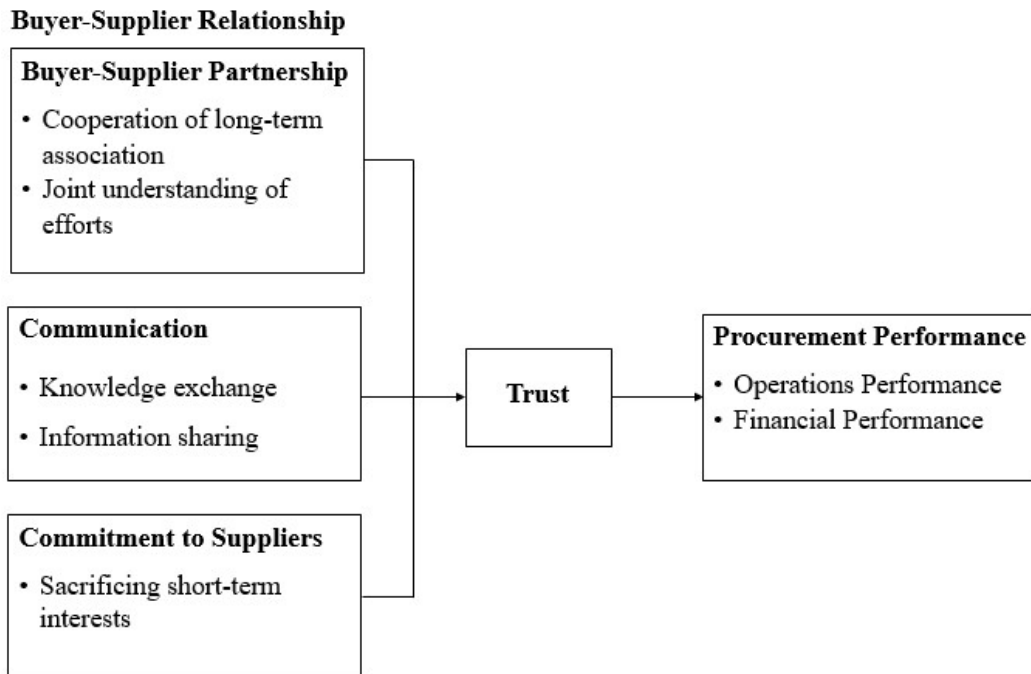 Buyer-Supplier Relationship
Buyer-Supplier Partnership
• Cooperation of long-term
association
• Joint understanding of
efforts
Communication
• Knowledge exchange
• Information sharing
Commitment to Suppliers
• Sacrificing short-term
interests
Trust
Procurement Performance
• Operations Performance
• Financial Performance